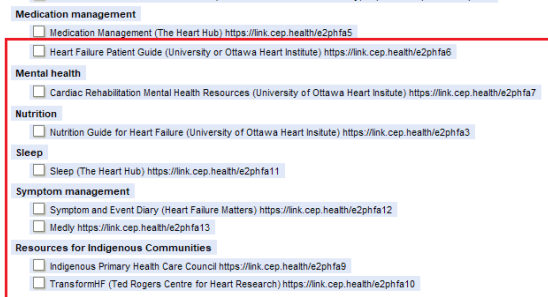 Medication management
Medication Management (The Heart Hub) https://link.cep.health/e2phfa5
Heart Failure Patient Guide (University or Ottawa Heart Institute) https://link.cep.health/e2phfa6
Mental health
Cardiac Rehabilitation Mental Health Resources (University of Ottawa Heart Insitute) https://link.cep.health/e2phfa7
Nutrition
Nutrition Guide for Heart Failure (University of Ottawa Heart Insitute) https://link.cep.health/e2phfa3
Sleep
Sleep (The Heart Hub) https://link.cep.health/e2phfa11
Symptom management
Symptom and Event Diary (Heart Failure Matters) https://link.cep.health/e2phfa12
Medly https://link.cep.health/e2phfa13
Resources for Indigenous Communities
Indigenous Primary Health Care Council https://link.cep.health/e2phfa9
TransformHF (Ted Rogers Centre for Heart Research) https://link.cep.health/e2phfa10